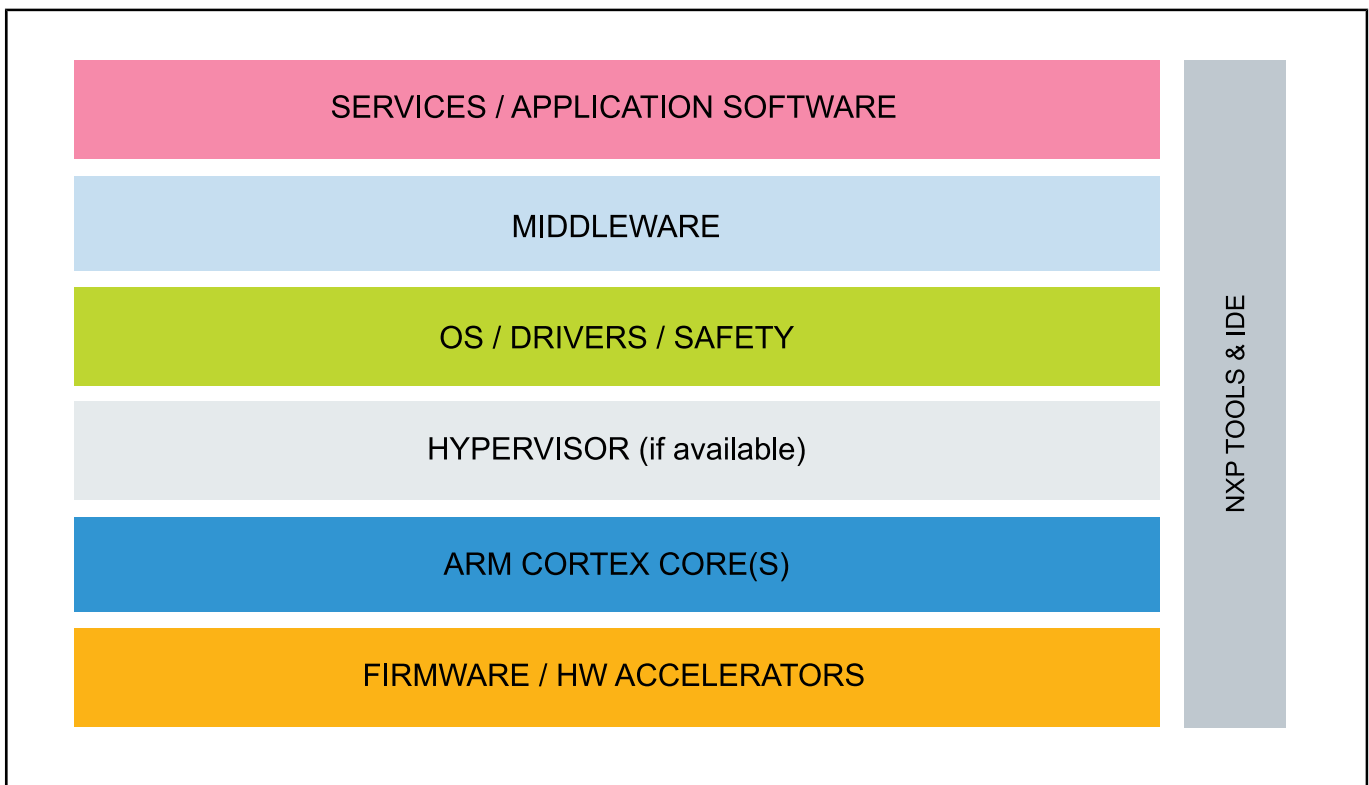 SERVICES / APPLICATION SOFTWARE
MIDDLEWARE
OS / DRIVERS / SAFETY
HYPERVISOR (if available)
ARM CORTEX CORE(S)
FIRMWARE / HW ACCELERATORS
NXP TOOLS & IDE